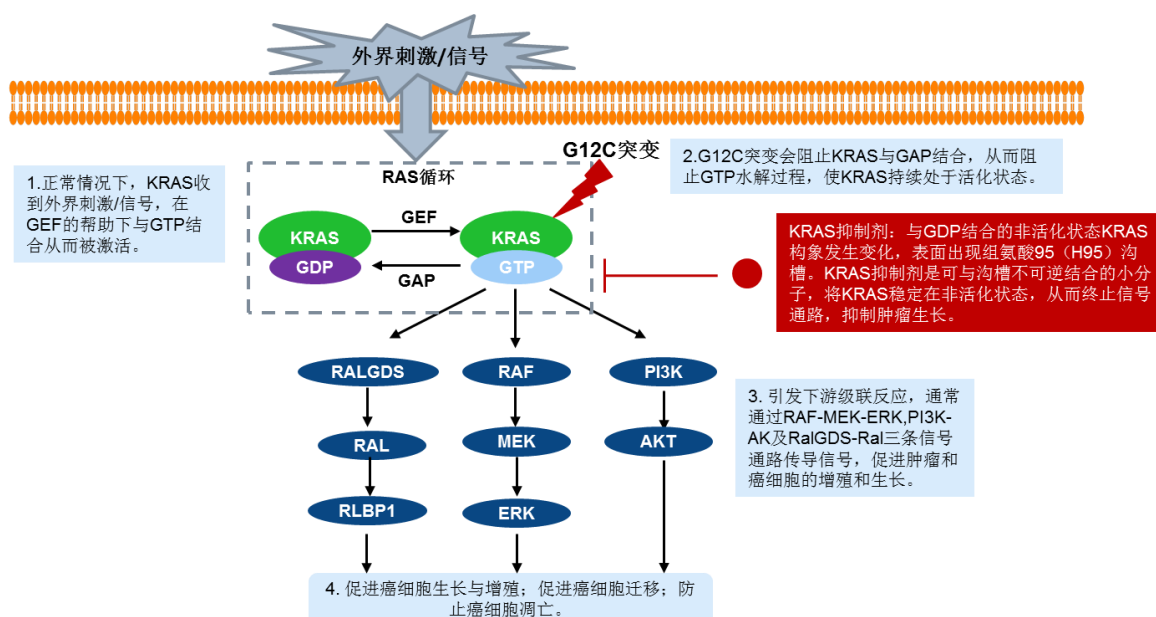 外界刺激/信号
G12C突变
2.G12C突变会阻止KRAS与GAP结合，从而阻
止GTP水解过程，使KRAS持续处于活化状态。
1.正常情况下，KRAS收
到外界刺激/信号，在
GEF的帮助下与GTP结
合从而被激活。
RAS循环
GEF
KRAS
KRAS
GDP
GTP
GAP
KRAS抑制剂：与GDP结合的非活化状态KRAS
构象发生变化，表面出现组氨酸95（H95）沟
槽。KRAS抑制剂是可与沟槽不可逆结合的小分
子，将KRAS稳定在非活化状态，从而终止信号
通路，抑制肿瘤生长。
RALGDS
RAF
PI3K
RAL
MEK
AKT
RLBP1
ERK
3. 引发下游级联反应，通常
通过RAF-MEK-ERK,PI3K-
AK及RalGDS-Ral三条信号
通路传导信号，促进肿瘤和
癌细胞的增殖和生长。
4. 促进癌细胞生长与增殖；促进癌细胞迁移；防
止癌细胞凋亡。